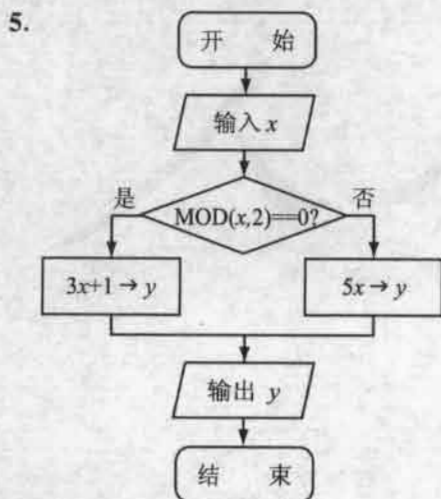 5.
开 始
输入 x
是
否
MOD(x,2)==0?
3x+1 → y
5x → y
输出 y
结 束